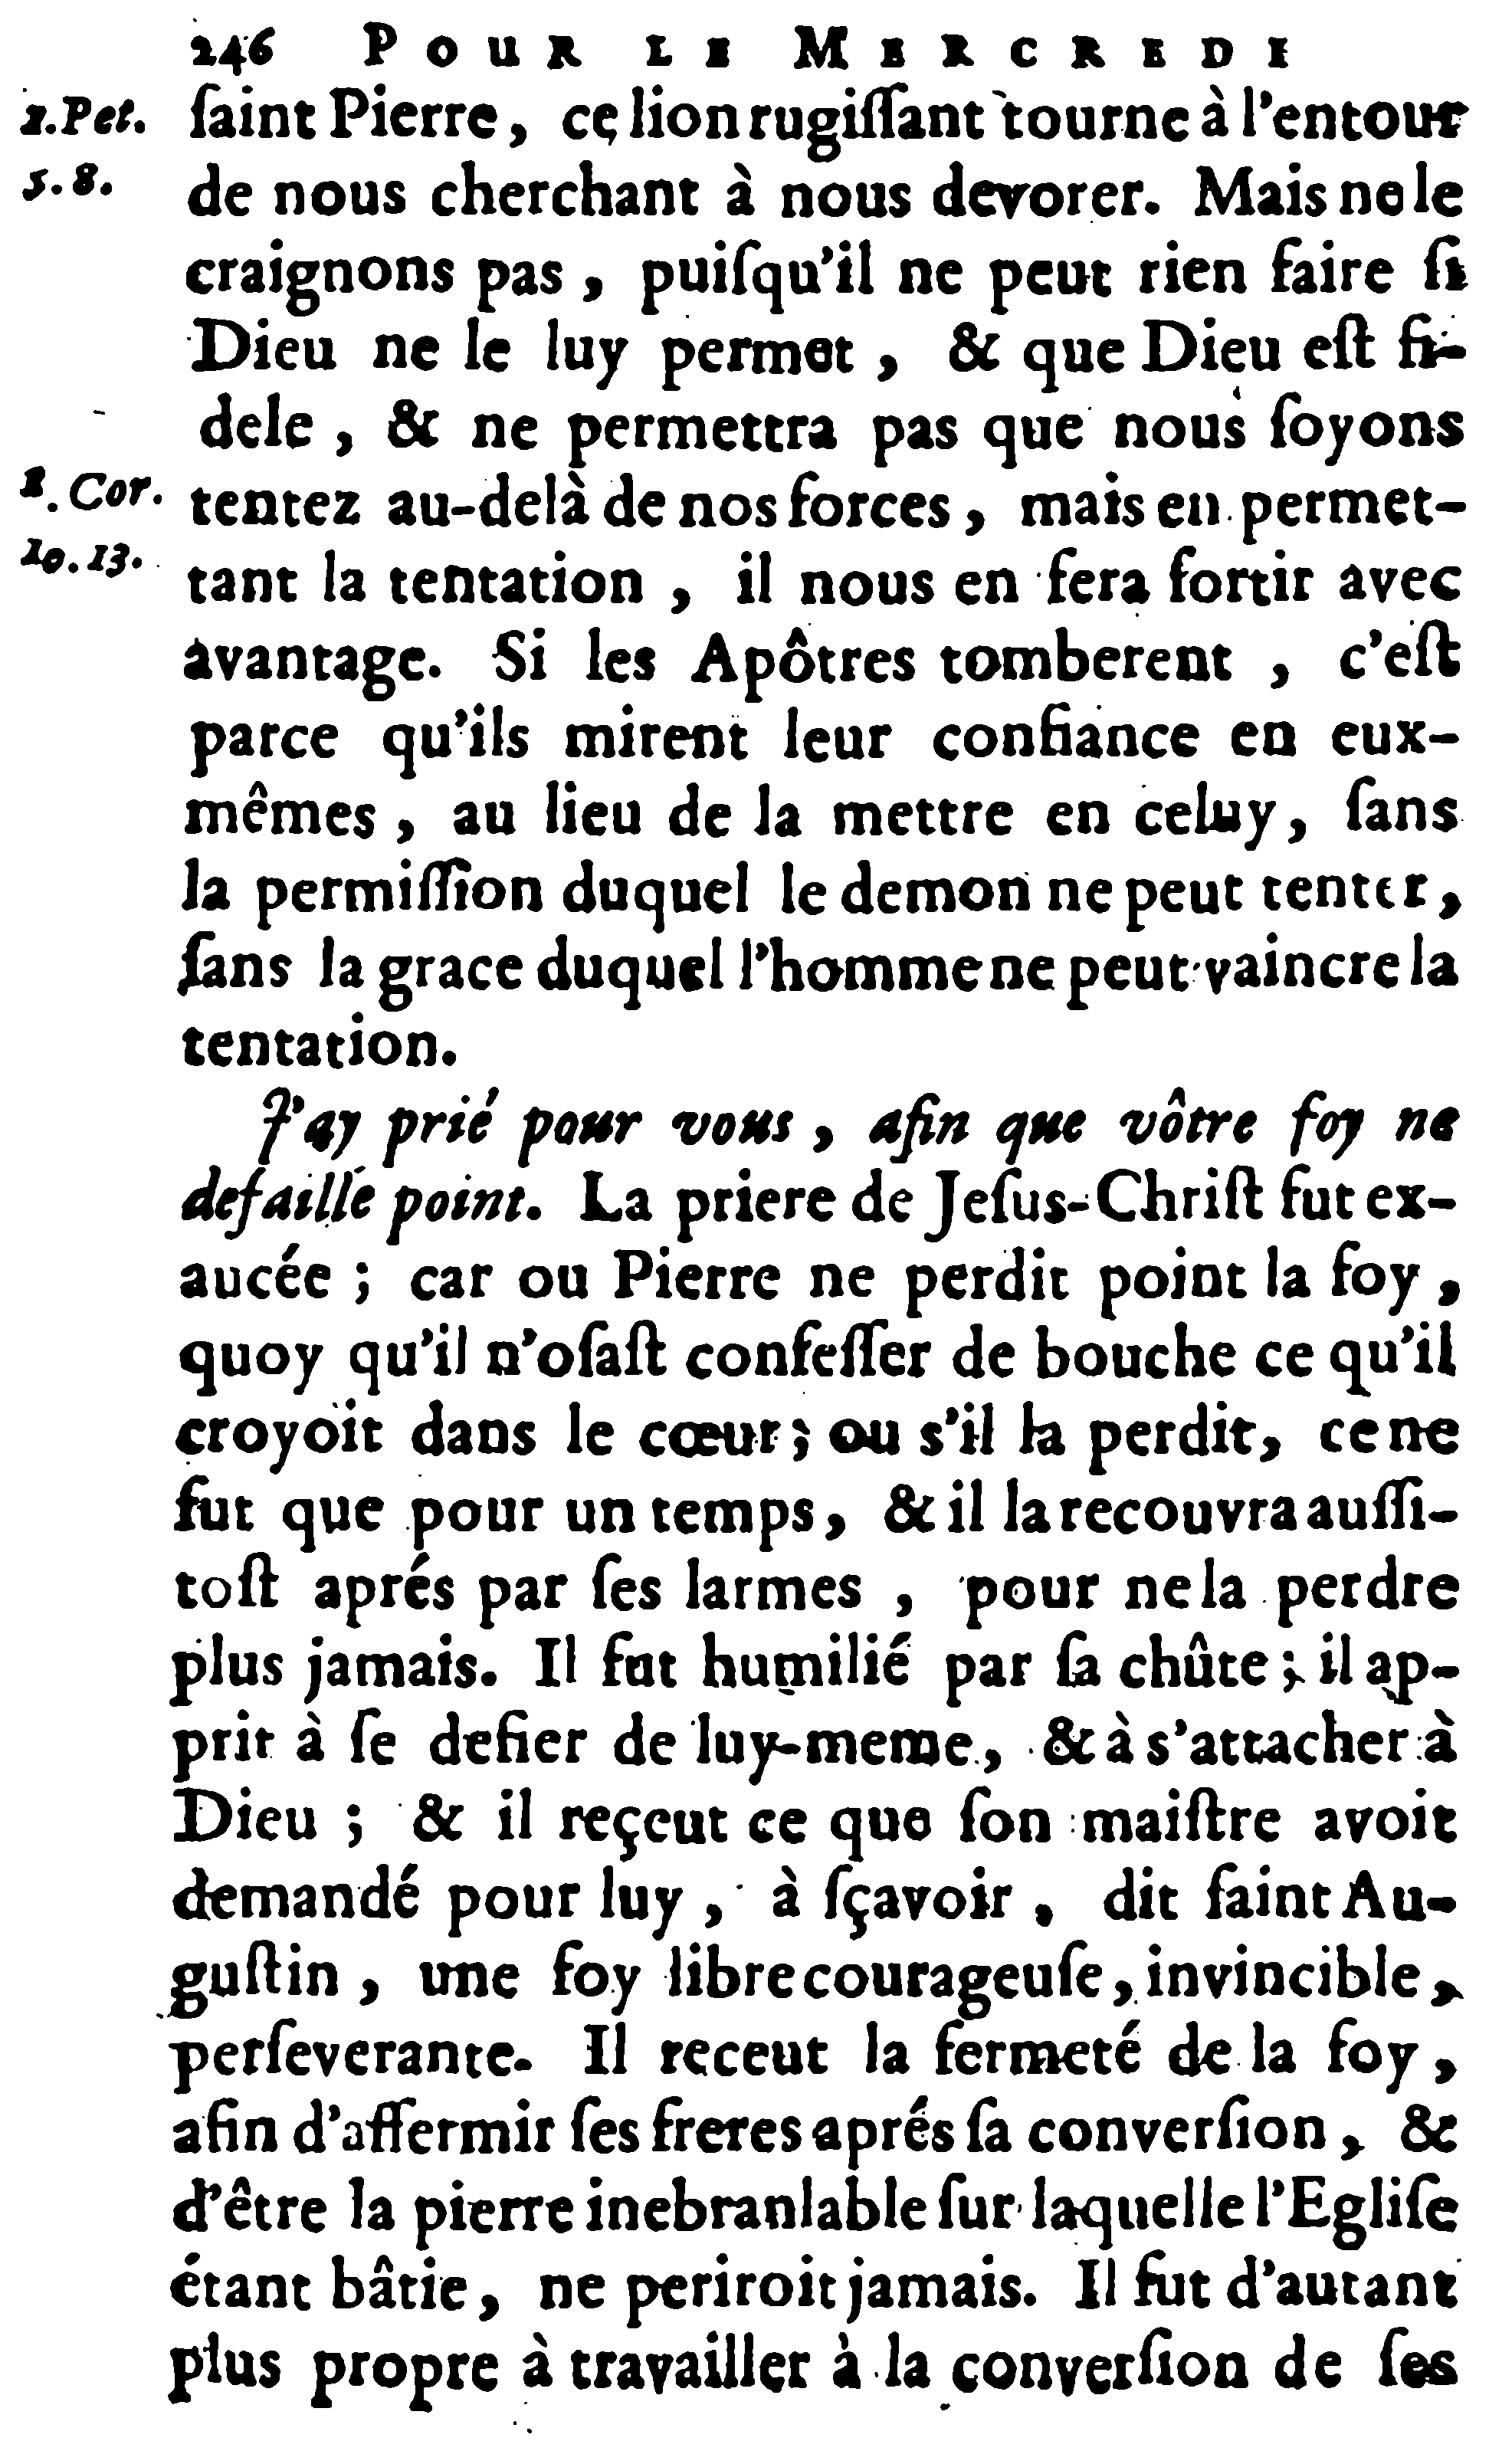 246 POUR LE MERCREDI
1. Pet. 5. 8.
ſaint Pierre, ce lion rugiſſant tourne à l'entour
de nous cherchant à nous devorer. Mais ne le
craignons pas, puiſqu'il ne peut rien faire ſi
Dieu ne le luy permet, & que Dieu eſt fi-
dele, & ne permettra pas que nous ſoyons
1. Cor. 10. 13.
tentez au-delà de nos forces, mais en permet-
tant la tentation, il nous en fera ſortir avec
avantage. Si les Apôtres tomberent, c'eſt
parce qu'ils mirent leur confiance en eux-
mêmes, au lieu de la mettre en celuy, ſans
la permiſſion duquel le demon ne peut tenter,
ſans la grace duquel l'homme ne peut vaincre la
tentation.
J'ay prié pour vous, afin que vôtre foy ne
defaille point. La priere de Jeſus-Chriſt fut ex-
aucée; car ou Pierre ne perdit point la foy,
quoy qu'il n'oſaſt confeſſer de bouche ce qu'il
croyoit dans le cœur; ou s'il la perdit, ce ne
fut que pour un temps, & il la recouvra auſſi-
toſt aprés par ſes larmes, pour ne la perdre
plus jamais. Il fut humilié par ſa chûte; il ap-
prit à ſe defier de luy-meme, & à s'attacher à
Dieu; & il reçeut ce que ſon maiſtre avoit
demandé pour luy, à ſçavoir, dit ſaint Au-
guſtin, une foy libre courageuſe, invincible,
perſeverante. Il receut la fermeté de la foy,
afin d'affermir ſes freres aprés ſa converſion, &
d'être la pierre inebranlable ſur laquelle l'Egliſe
étant bâtie, ne periroit jamais. Il fut d'autant
plus propre à travailler à la converſion de ſes